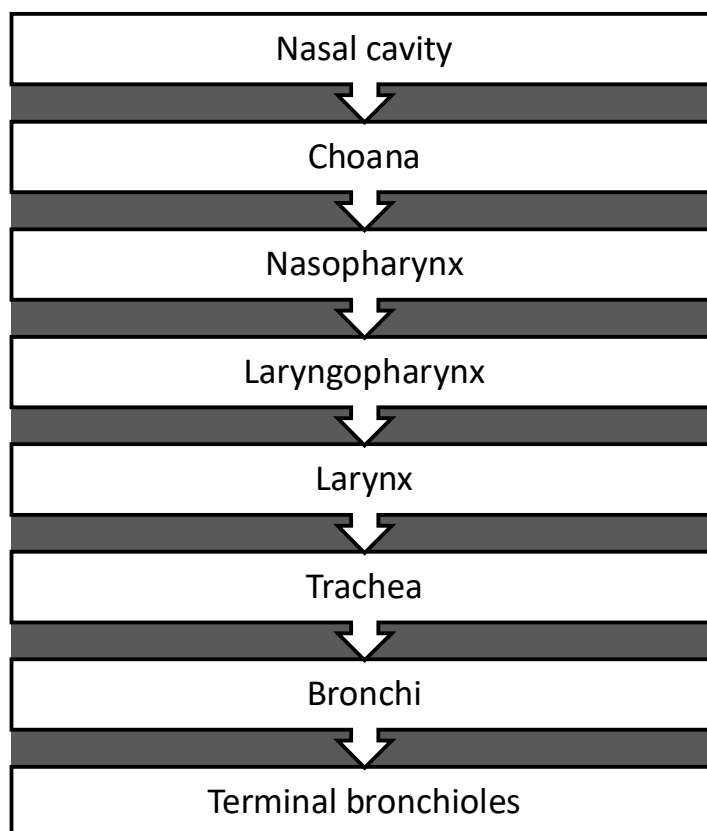 Nasal cavity
Choana
Nasopharynx
Laryngopharynx
Larynx
Trachea
Bronchi
Terminal bronchioles